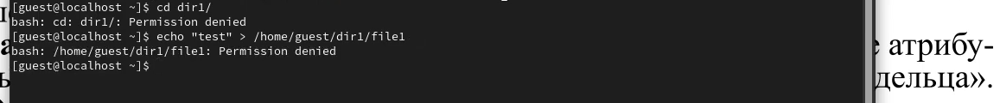 [guest@localhost ~]$ cd dir1/
bash: cd: dir1/: Permission denied
[guest@localhost ~]$ echo "test" > /home/guest/dir1/file1
bash: /home/guest/dir1/file1: Permission denied
[guest@localhost ~]$
е атрибу-
дельца».